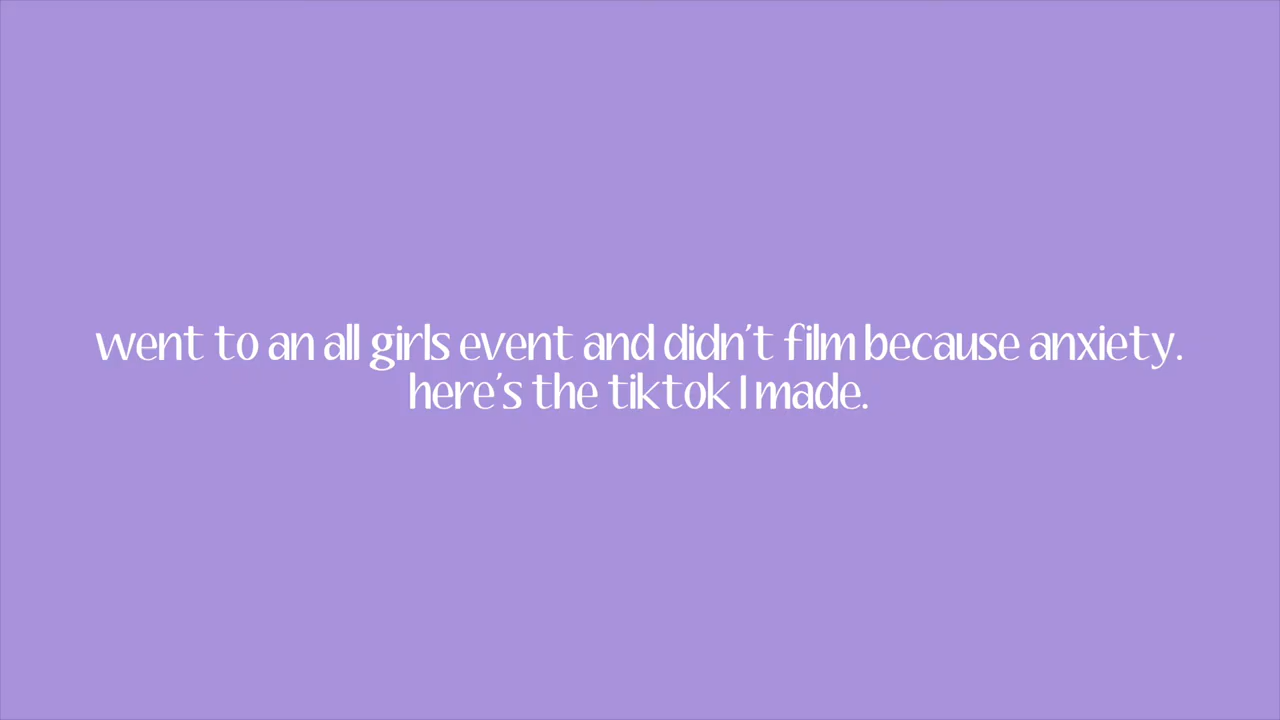 went to an all girls event and didn't film because anxiety.
here's the tiktok I made.